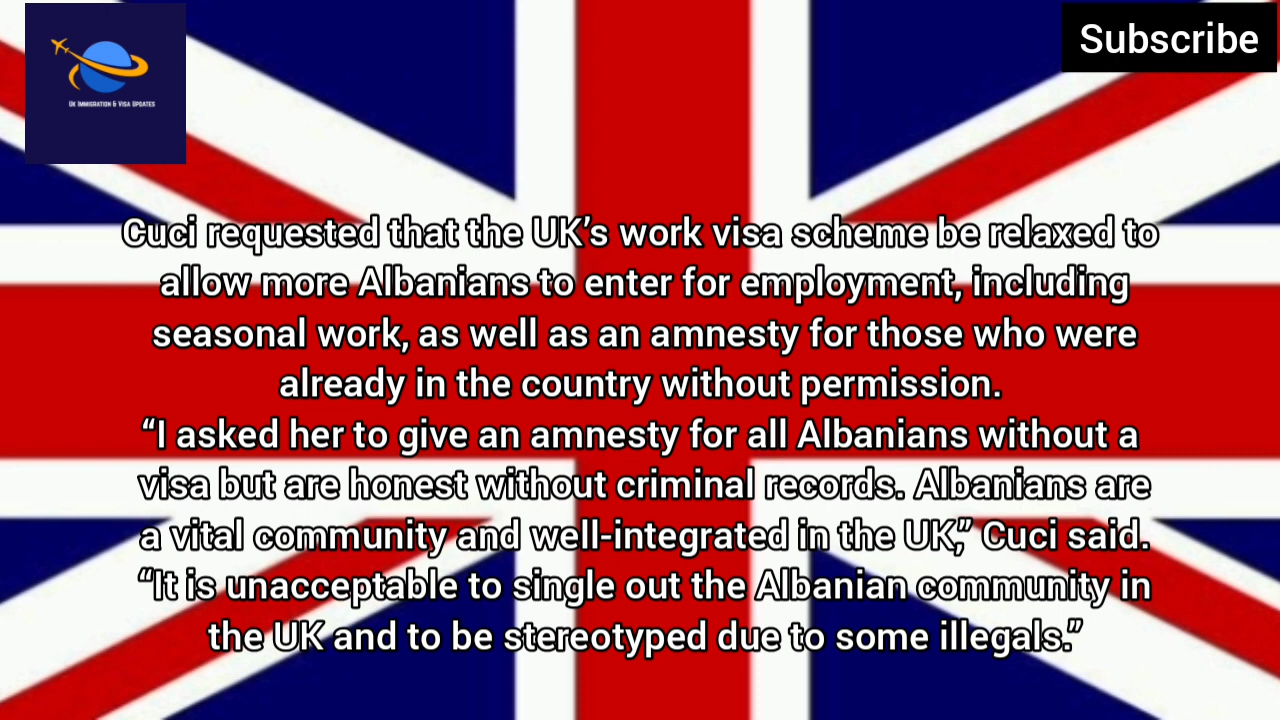 UK Immigration & Visa Updates
Subscribe
Cuci requested that the UK’s work visa scheme be relaxed to
allow more Albanians to enter for employment, including
seasonal work, as well as an amnesty for those who were
already in the country without permission.
“I asked her to give an amnesty for all Albanians without a
visa but are honest without criminal records. Albanians are
a vital community and well-integrated in the UK,” Cuci said.
“It is unacceptable to single out the Albanian community in
the UK and to be stereotyped due to some illegals.”